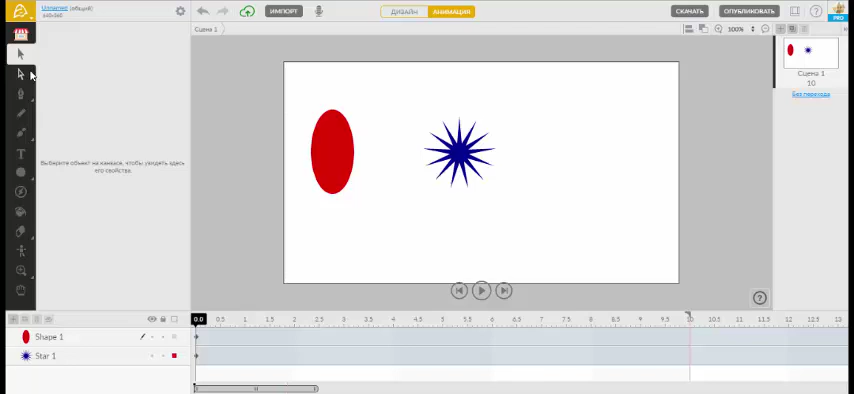 Unnamed (общий)
640×360
ИМПОРТ
ДИЗАЙН
АНИМАЦИЯ
СКАЧАТЬ
ОПУБЛИКОВАТЬ
PRO
Сцена 1
100%
Сцена 1
10
Без перехода
Выберите объект на канвасе, чтобы увидеть здесь
его свойства.
0.0 0.5 1 1.5 2 2.5 3 3.5 4 4.5 5 5.5 6 6.5 7 7.5 8 8.5 9 9.5 10 10.5 11 11.5 12 12.5 13
Shape 1
Star 1